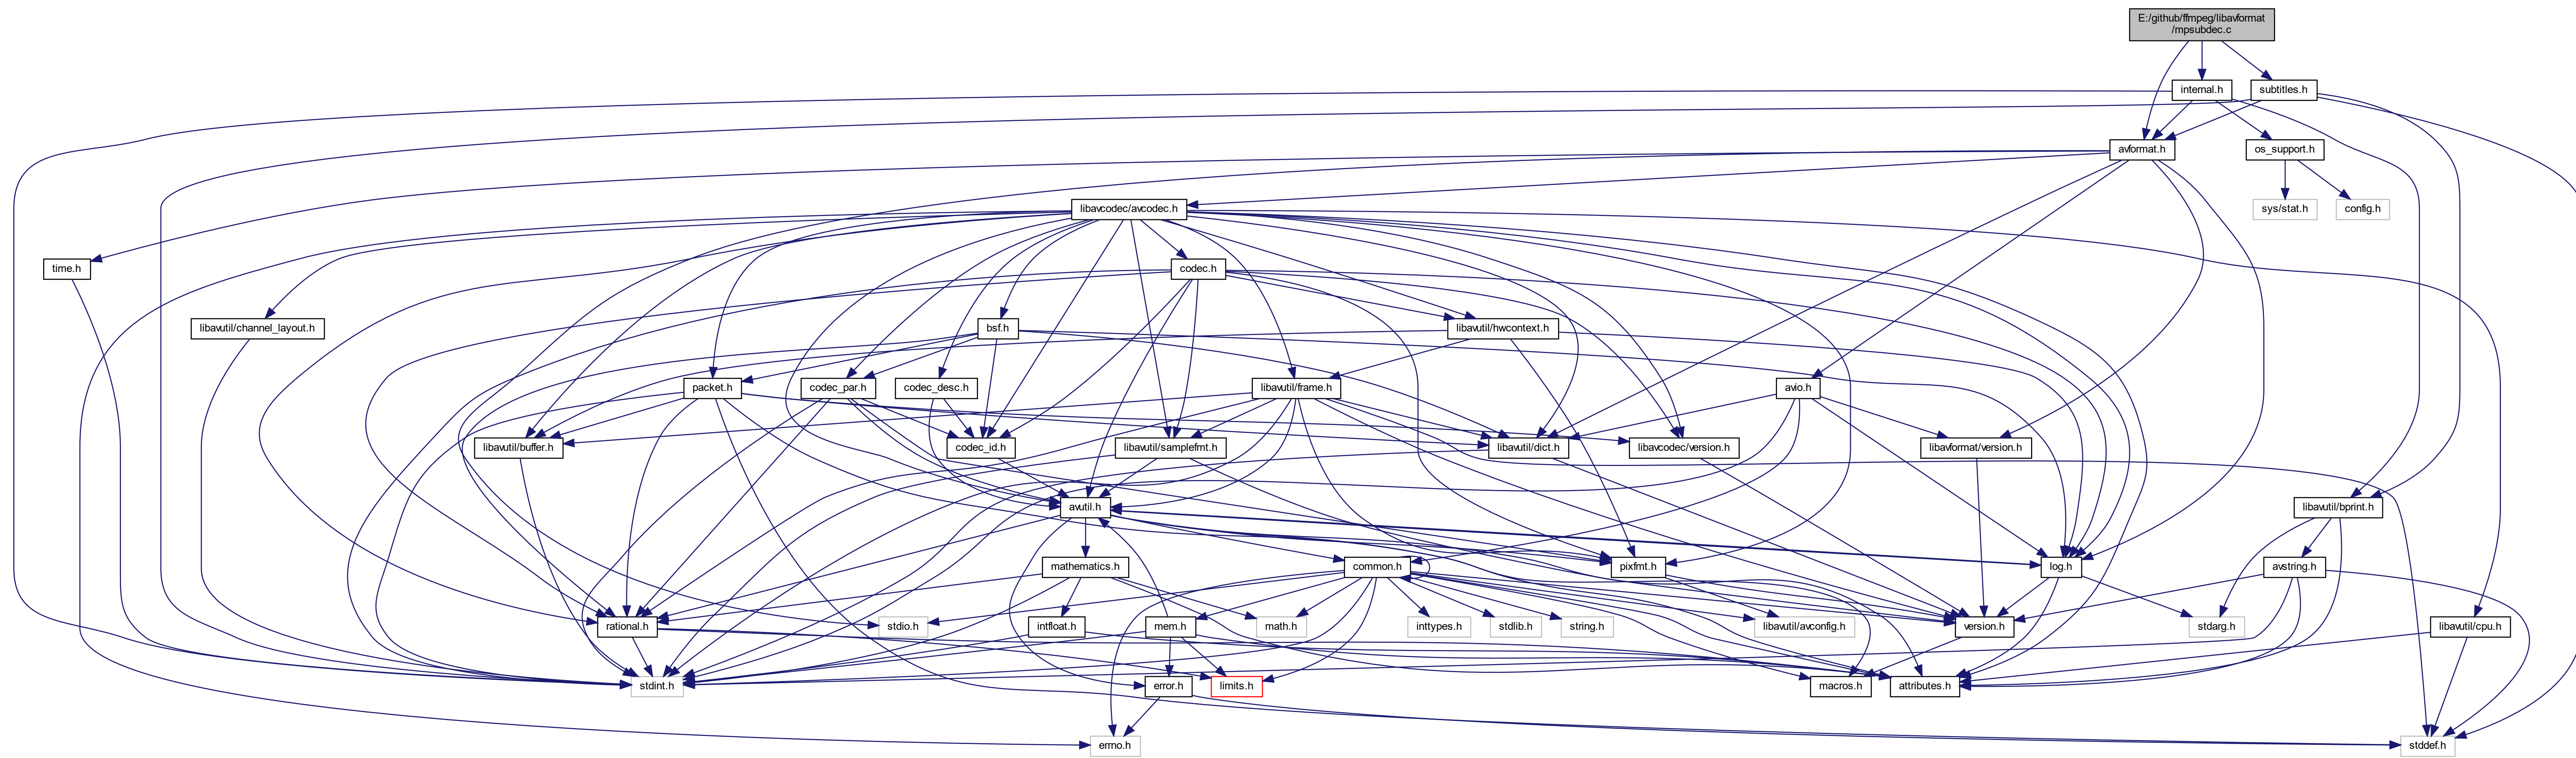 E:/github/ffmpeg/libavformat
/mpsubdec.c
internal.h
subtitles.h
avformat.h
os_support.h
libavcodec/avcodec.h
sys/stat.h
config.h
time.h
codec.h
libavutil/channel_layout.h
bsf.h
libavutil/hwcontext.h
packet.h
codec_par.h
codec_desc.h
libavutil/frame.h
avio.h
libavutil/buffer.h
codec_id.h
libavutil/samplefmt.h
libavutil/dict.h
libavcodec/version.h
libavformat/version.h
avutil.h
libavutil/bprint.h
mathematics.h
common.h
pixfmt.h
log.h
avstring.h
rational.h
stdio.h
intfloat.h
mem.h
math.h
inttypes.h
stdlib.h
string.h
libavutil/avconfig.h
version.h
stdarg.h
libavutil/cpu.h
stdint.h
error.h
limits.h
macros.h
attributes.h
errno.h
stddef.h